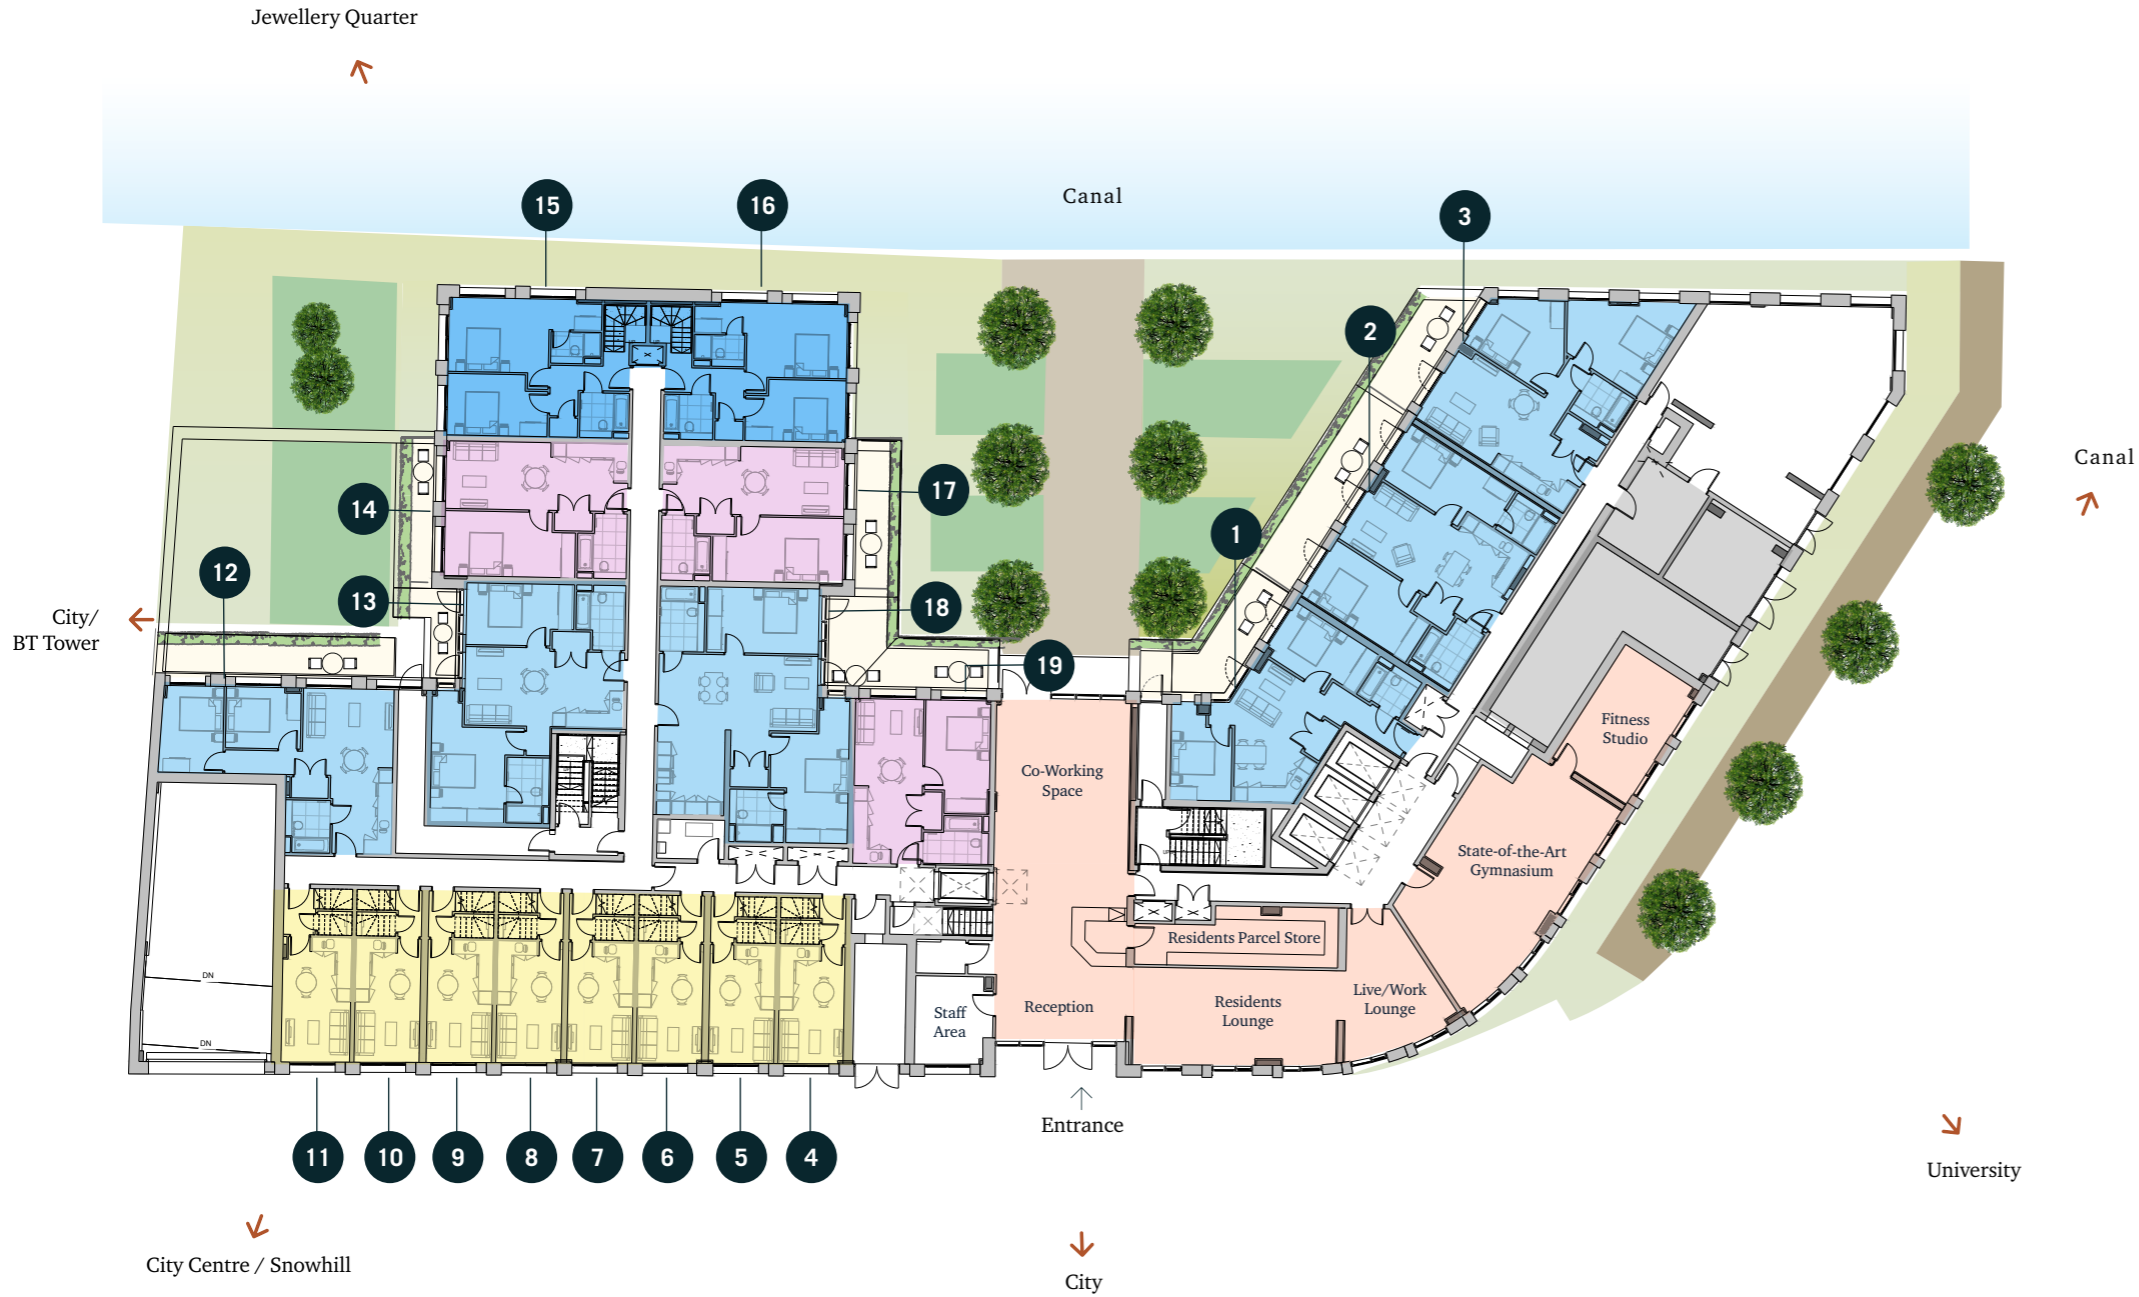 Jewellery Quarter
Canal
15
16
3
2
17
14
1
12
13
18
19
Canal
City/
BT Tower
Co-Working
Space
Fitness
Studio
State-of-the-Art
Gymnasium
Residents Parcel Store
DN
DN
Staff
Area
Reception
Residents
Lounge
Live/Work
Lounge
Entrance
11
10
9
8
7
6
5
4
University
City Centre / Snowhill
City